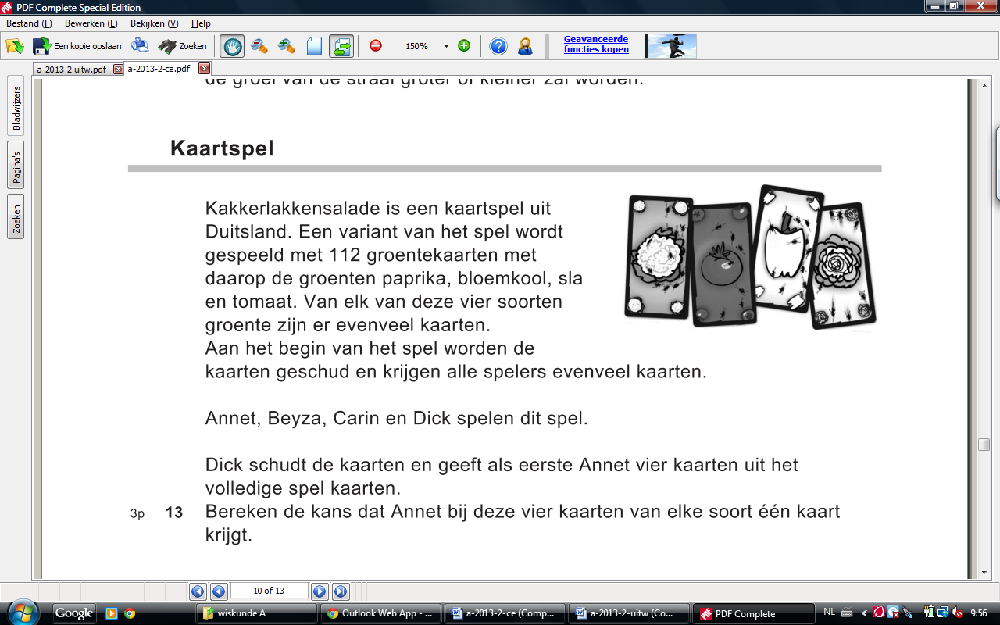 PDF Complete Special Edition
Bestand (F) Bewerken (E) Bekijken (V) Help
Een kopie opslaan Zoeken 150% Geavanceerde
functies kopen
a-2013-2-uitw.pdf a-2013-2-ce.pdf
Bladwijzers
Pagina's
Zoeken
de groei van de straal groter of kleiner zal worden.
Kaartspel
Kakkerlakkensalade is een kaartspel uit
Duitsland. Een variant van het spel wordt
gespeeld met 112 groentekaarten met
daarop de groenten paprika, bloemkool, sla
en tomaat. Van elk van deze vier soorten
groente zijn er evenveel kaarten.
Aan het begin van het spel worden de
kaarten geschud en krijgen alle spelers evenveel kaarten.
Annet, Beyza, Carin en Dick spelen dit spel.
Dick schudt de kaarten en geeft als eerste Annet vier kaarten uit het
volledige spel kaarten.
3p 13 Bereken de kans dat Annet bij deze vier kaarten van elke soort één kaart
krijgt.
10 of 13
Google wiskunde A Outlook Web App - ... a-2013-2-ce (Comp... a-2013-2-uitw (Co... PDF Complete NL 9:56